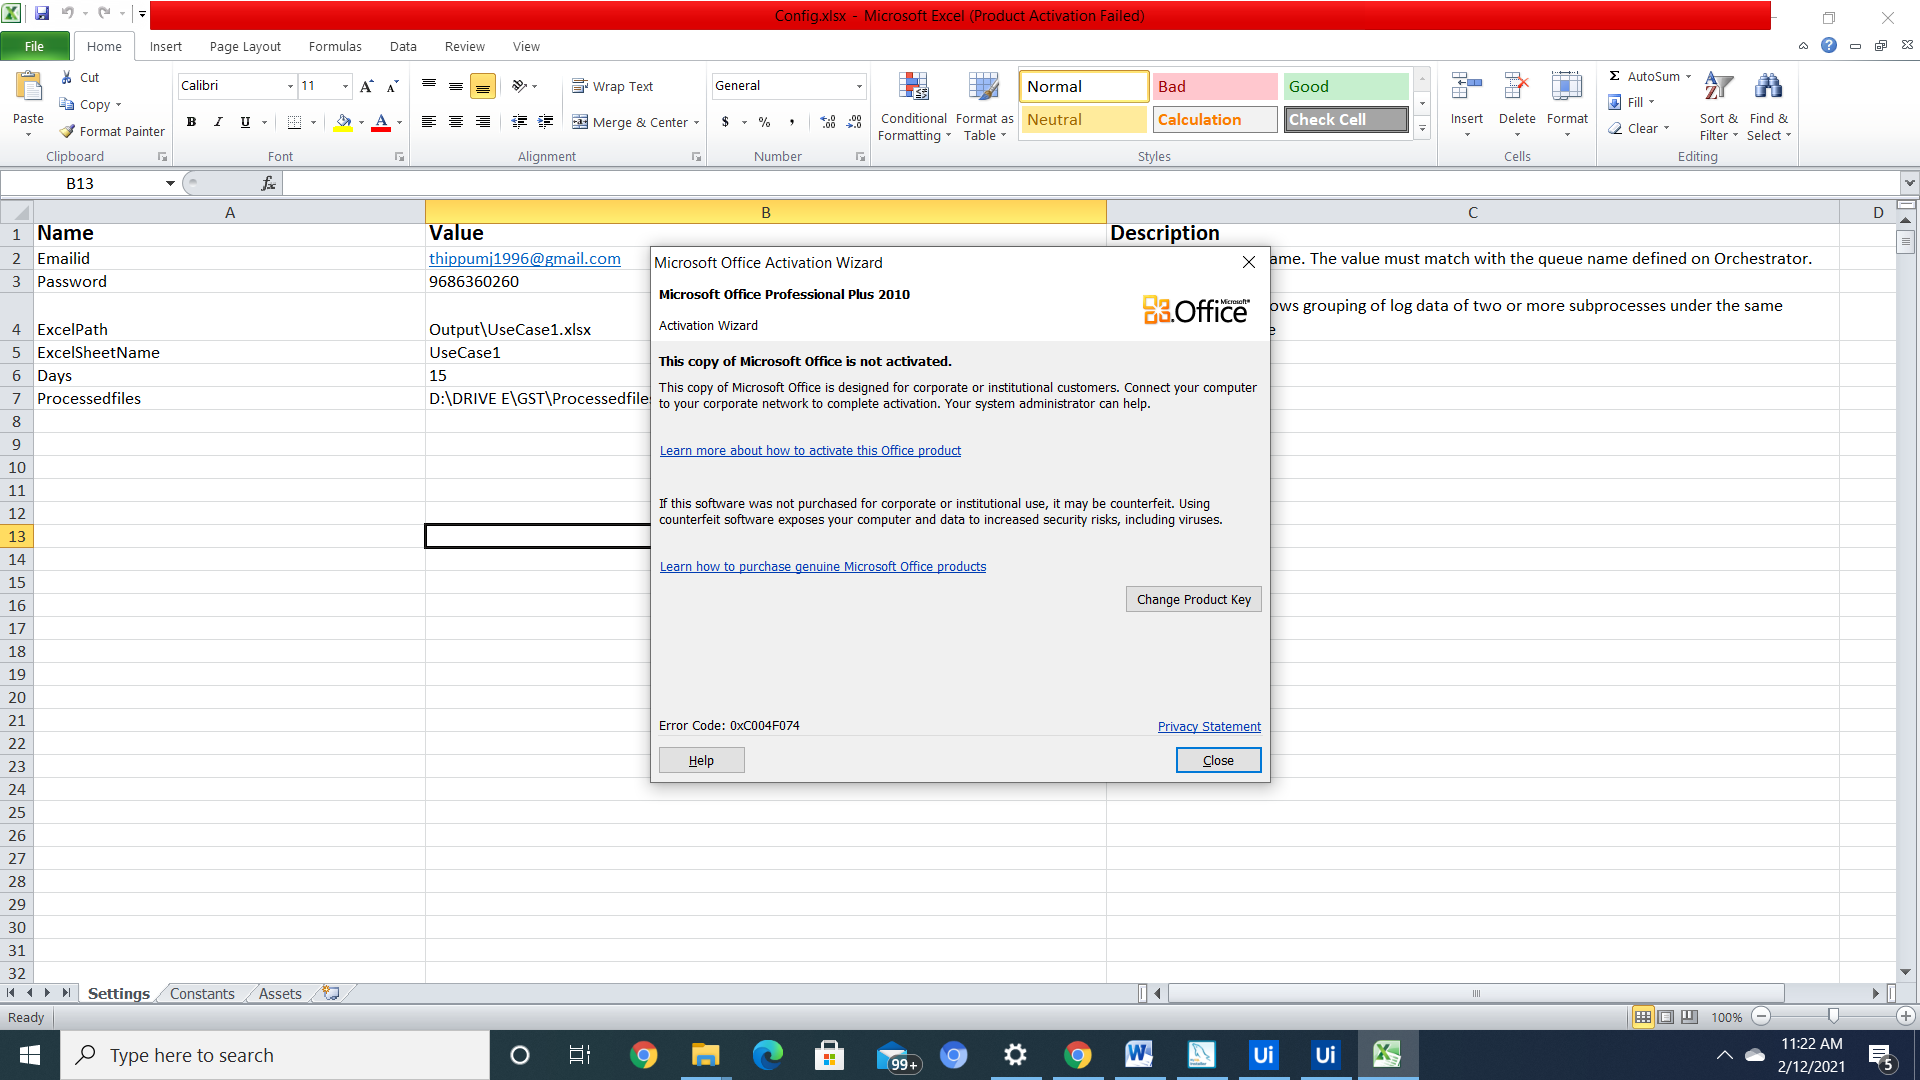 Config.xlsx - Microsoft Excel (Product Activation Failed)
File Home Insert Page Layout Formulas Data Review View
Paste
Cut
Copy
Format Painter
Clipboard
Calibri 11
B I U
Font
Wrap Text
Merge & Center
Alignment
General
$ % ,
Number
Conditional Formatting
Format as Table
Normal Bad Good
Neutral Calculation Check Cell
Styles
Insert Delete Format
Cells
Σ AutoSum
Fill
Clear
Sort & Filter
Find & Select
Editing
B13 fx
A B C D
1 Name Value Description
2 Emailid thippumj1996@gmail.com ame. The value must match with the queue name defined on Orchestrator.
3 Password 9686360260
ows grouping of log data of two or more subprocesses under the same
4 ExcelPath Output\UseCase1.xlsx e
5 ExcelSheetName UseCase1
6 Days 15
7 Processedfiles D:\DRIVE E\GST\Processedfiles
8
9
10
11
12
13
14
15
16
17
18
19
20
21
22
23
24
25
26
27
28
29
30
31
32
Microsoft Office Activation Wizard
Microsoft Office Professional Plus 2010
Microsoft
Office
Activation Wizard
This copy of Microsoft Office is not activated.
This copy of Microsoft Office is designed for corporate or institutional customers. Connect your computer
to your corporate network to complete activation. Your system administrator can help.
Learn more about how to activate this Office product
If this software was not purchased for corporate or institutional use, it may be counterfeit. Using
counterfeit software exposes your computer and data to increased security risks, including viruses.
Learn how to purchase genuine Microsoft Office products
Change Product Key
Error Code: 0xC004F074
Privacy Statement
Help Close
Settings Constants Assets
Ready 100%
Type here to search
99+
Ui Ui
11:22 AM
2/12/2021
5